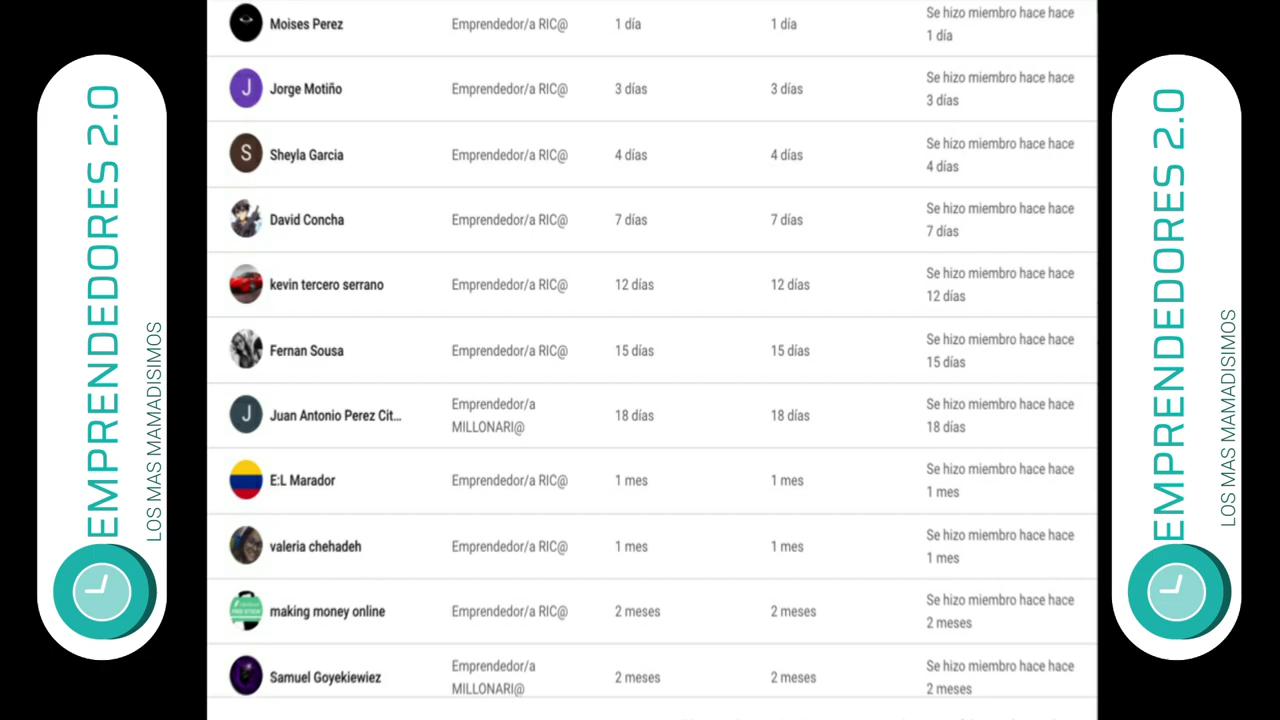 EMPRENDEDORES 2.0
LOS MAS MAMADISIMOS
Moises Perez Emprendedor/a RIC@ 1 día 1 día Se hizo miembro hace hace
1 día
J Jorge Motiño Emprendedor/a RIC@ 3 días 3 días Se hizo miembro hace hace
3 días
S Sheyla Garcia Emprendedor/a RIC@ 4 días 4 días Se hizo miembro hace hace
4 días
David Concha Emprendedor/a RIC@ 7 días 7 días Se hizo miembro hace hace
7 días
kevin tercero serrano Emprendedor/a RIC@ 12 días 12 días Se hizo miembro hace hace
12 días
Fernan Sousa Emprendedor/a RIC@ 15 días 15 días Se hizo miembro hace hace
15 días
J Juan Antonio Perez Cit... Emprendedor/a 18 días 18 días Se hizo miembro hace hace
MILLONARI@ 18 días
E:L Marador Emprendedor/a RIC@ 1 mes 1 mes Se hizo miembro hace hace
1 mes
valeria chehadeh Emprendedor/a RIC@ 1 mes 1 mes Se hizo miembro hace hace
1 mes
making money online Emprendedor/a RIC@ 2 meses 2 meses Se hizo miembro hace hace
2 meses
Samuel Goyekiewiez Emprendedor/a 2 meses 2 meses Se hizo miembro hace hace
MILLONARI@ 2 meses
EMPRENDEDORES 2.0
LOS MAS MAMADISIMOS